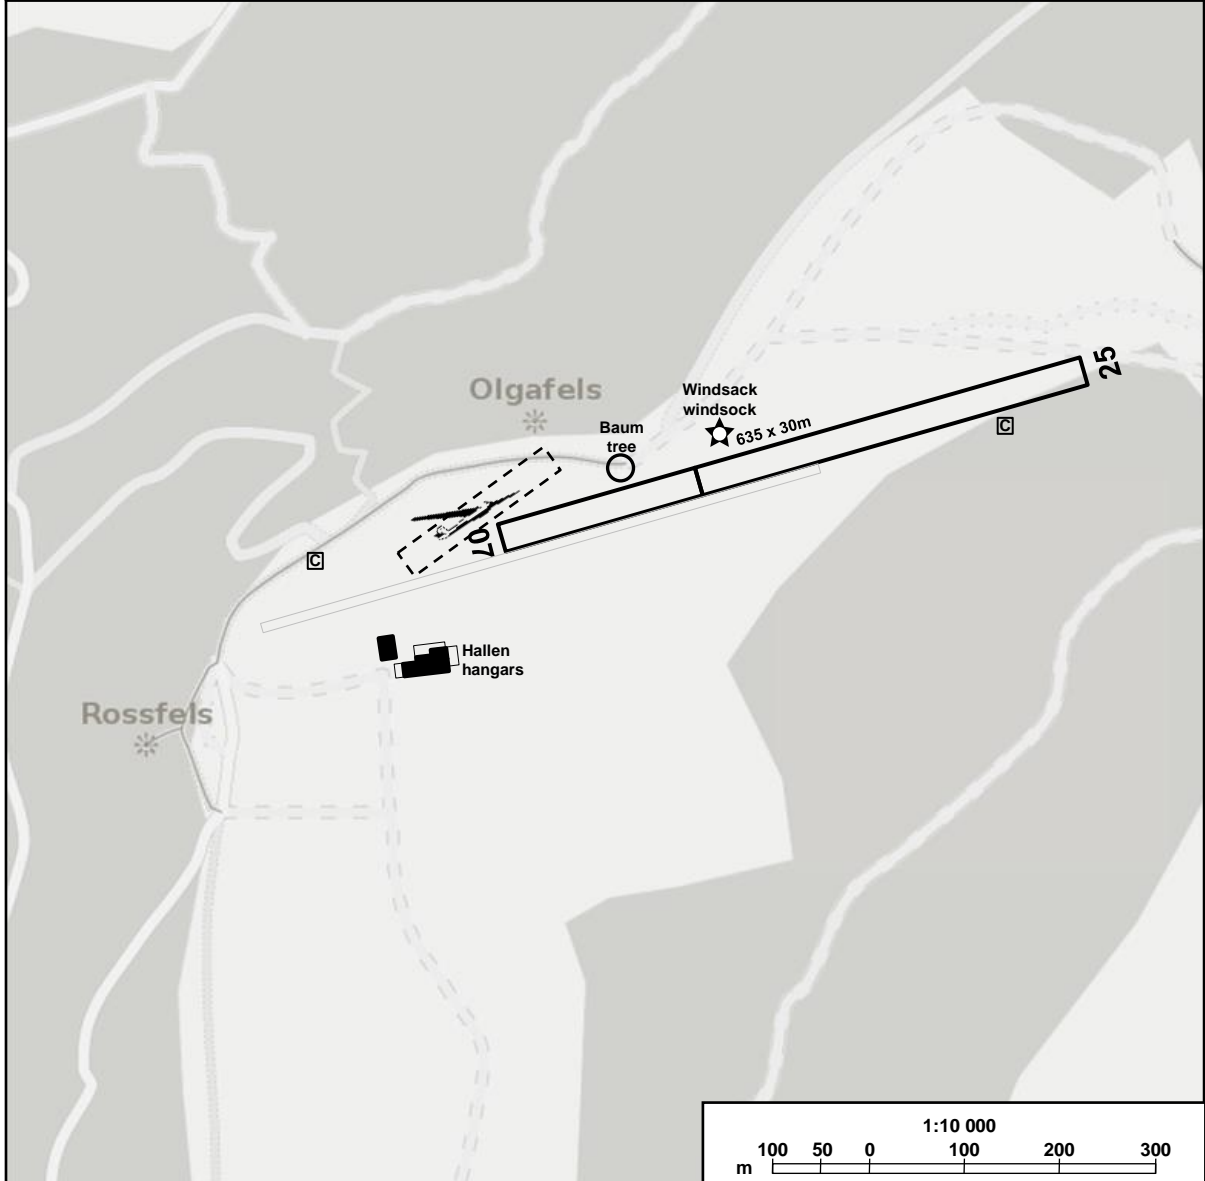 Olgafels
Windsack
windsock
Baum
tree
635 x 30m
25
C
07
C
Hallen
hangars
Rossfels
1:10 000
100 50 0 100 200 300
m